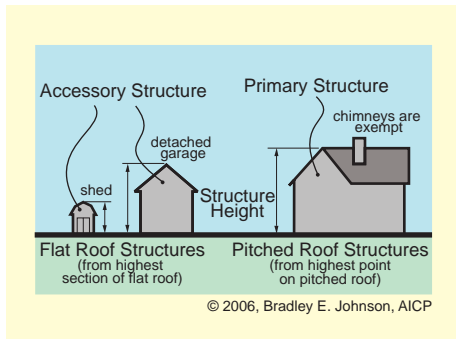 Accessory Structure
Primary Structure
chimneys are
exempt
detached
garage
shed
Structure
Height
Flat Roof Structures
(from highest
section of flat roof)
Pitched Roof Structures
(from highest point
on pitched roof)
© 2006, Bradley E. Johnson, AICP